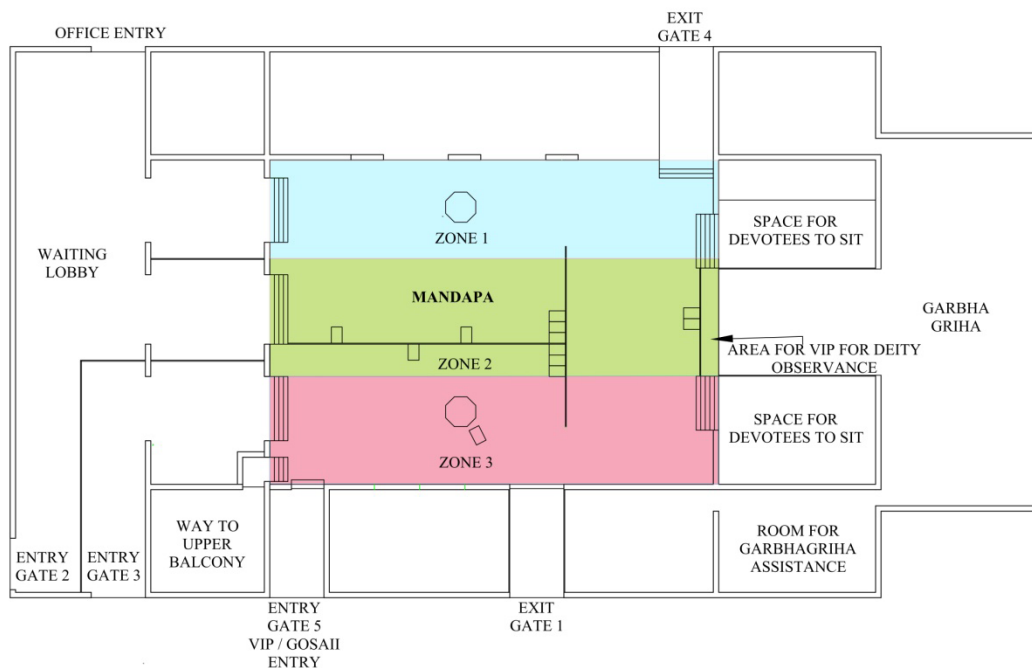 OFFICE ENTRY
EXIT
GATE 4
ZONE 1
SPACE FOR
DEVOTEES TO SIT
WAITING
LOBBY
MANDAPA
GARBHA
GRIHA
AREA FOR VIP FOR DEITY
OBSERVANCE
ZONE 2
SPACE FOR
DEVOTEES TO SIT
ZONE 3
WAY TO
UPPER
BALCONY
ROOM FOR
GARBHAGRIHA
ASSISTANCE
ENTRY
GATE 2
ENTRY
GATE 3
ENTRY
GATE 5
VIP / GOSAII
ENTRY
EXIT
GATE 1